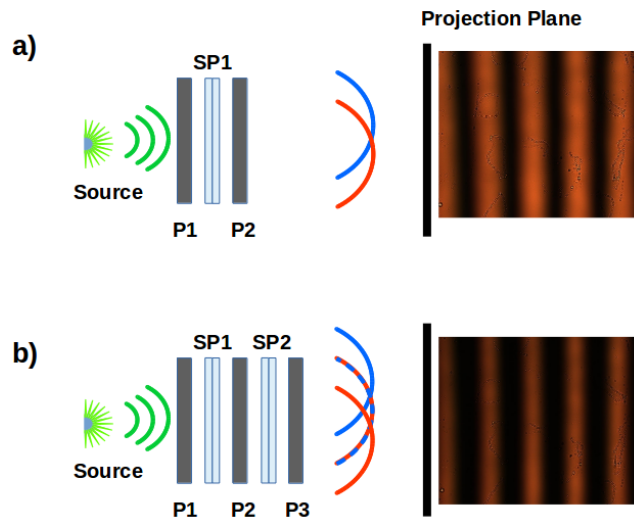 Projection Plane
a)
SP1
Source
P1 P2
b)
SP1 SP2
Source
P1 P2 P3